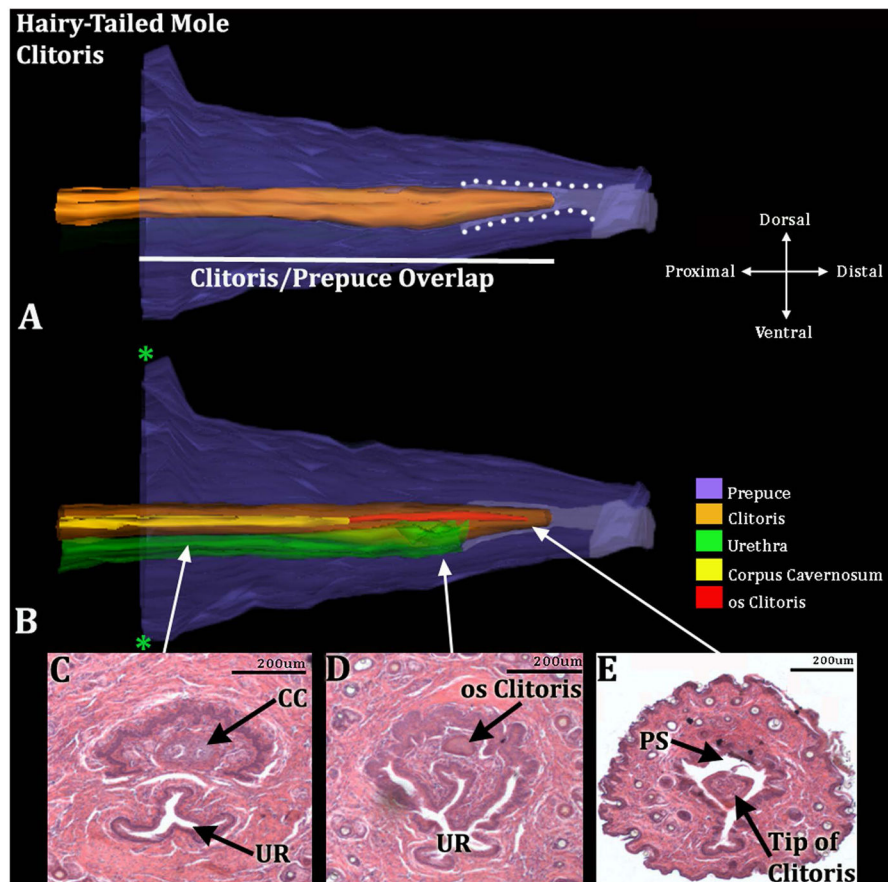 Hairy-Tailed Mole
Clitoris
Clitoris/Prepuce Overlap
Dorsal
Proximal
Distal
Ventral
A
*
Prepuce
Clitoris
Urethra
Corpus Cavernosum
os Clitoris
B
*
C
200um
CC
UR
D
200um
os Clitoris
UR
E
200um
PS
Tip of
Clitoris